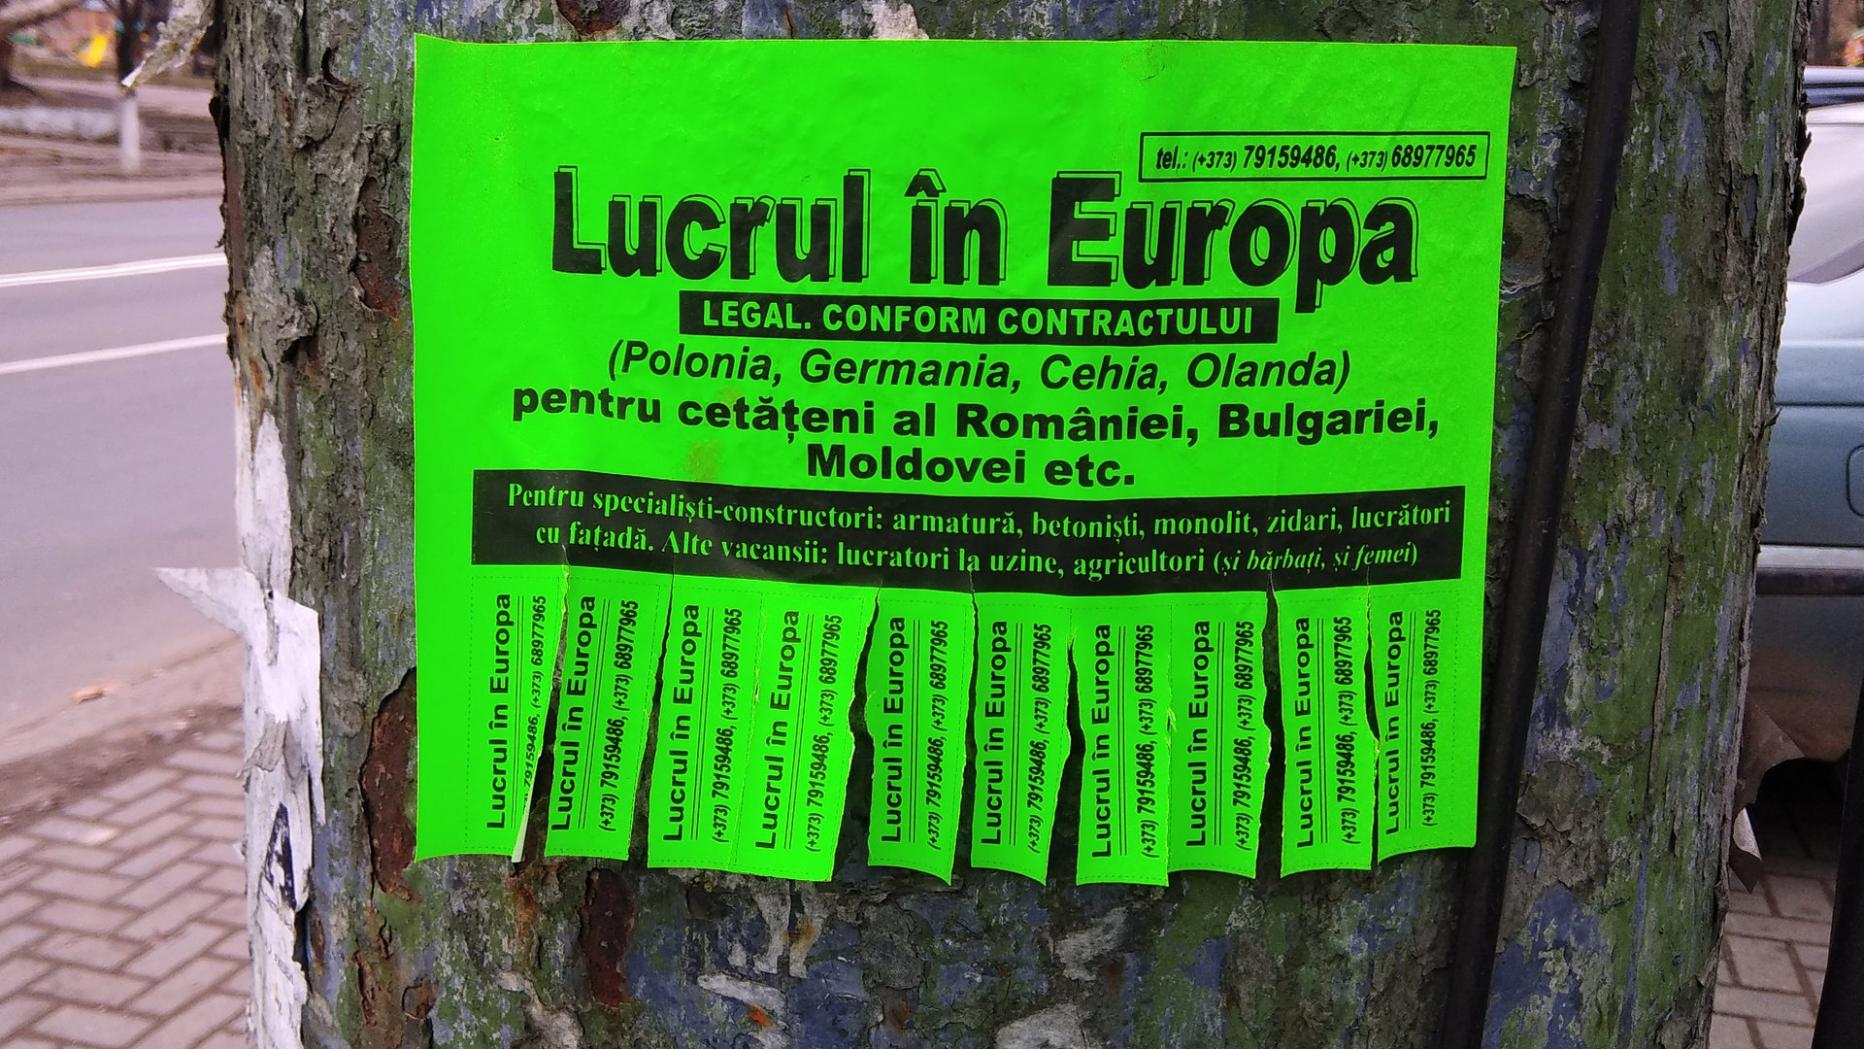 tel.: (+373) 79159486, (+373) 68977965
Lucrul în Europa
LEGAL. CONFORM CONTRACTULUI
(Polonia, Germania, Cehia, Olanda)
pentru cetățeni al României, Bulgariei,
Moldovei etc.
Pentru specialiști-constructori: armatură, betoniști, monolit, zidari, lucrători
cu fațadă. Alte vacansii: lucratori la uzine, agricultori (și bărbați, și femei)
Lucrul în Europa
79159486, (+373) 68977965
Lucrul în Europa
(+373) 79159486, (+373) 68977965
Lucrul în Europa
(+373) 79159486, (+373) 68977965
Lucrul în Europa
(+373) 79159486, (+373) 68977965
Lucrul în Europa
(+373) 79159486, (+373) 68977965
Lucrul în Europa
(+373) 79159486, (+373) 68977965
Lucrul în Europa
(+373) 79159486, (+373) 68977965
Lucrul în Europa
(+373) 79159486, (+373) 68977965
Lucrul în Europa
(+373) 79159486, (+373) 68977965
Lucrul în Europa
(+373) 79159486, (+373) 68977965
A